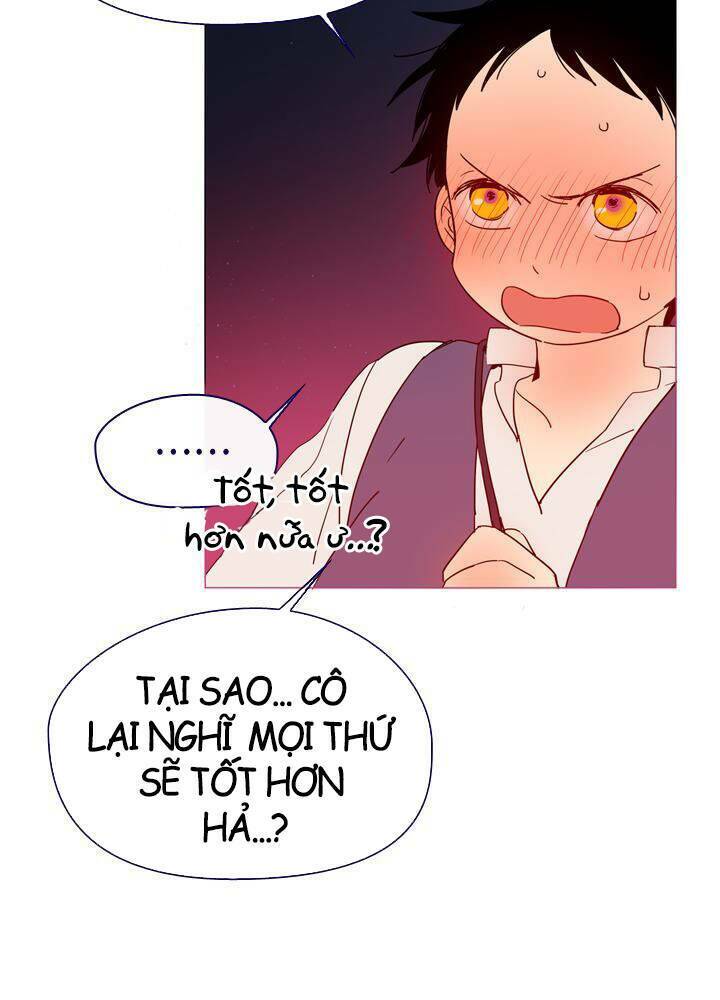 ......
Tốt, tốt
hơn nữa ư...?
TẠI SAO... CÔ
LẠI NGHĨ MỌI THỨ
SẼ TỐT HƠN
HẢ...?